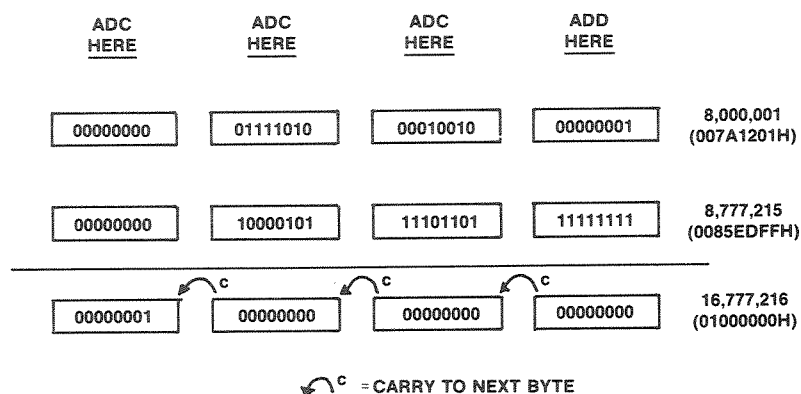 ADC ADC ADC ADD
HERE HERE HERE HERE
00000000 01111010 00010010 00000001 8,000,001
(007A1201H)
00000000 10000101 11101101 11111111 8,777,215
(0085EDFFH)
C C C
00000001 00000000 00000000 00000000 16,777,216
(01000000H)
C = CARRY TO NEXT BYTE